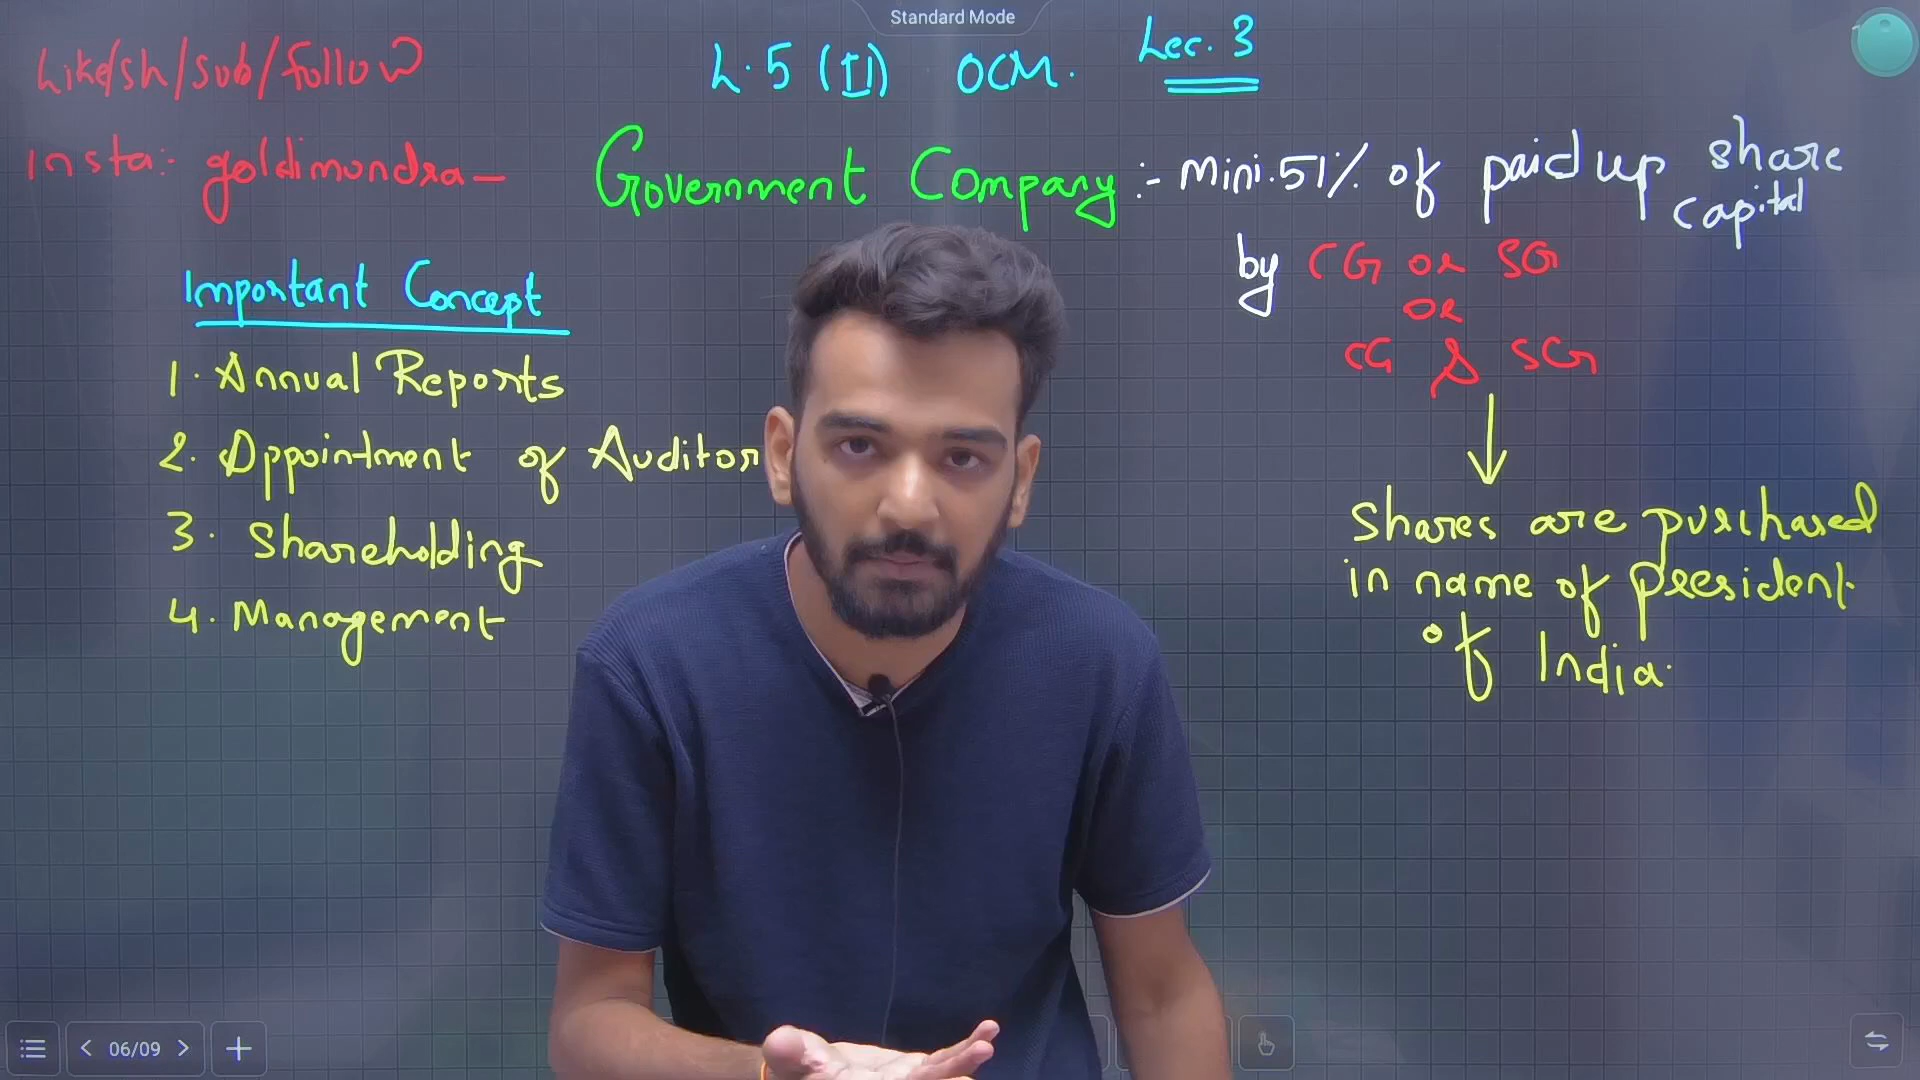 Standard Mode
Like/sh/sub/follow
L.5 (II) OCM. Lec. 3
Insta:- goldimundra_
Government Company :- Mini. 51% of paid up share capital
by CG or SG
or
CG & SG
Shares are purchased
in name of president
of India.
Important Concept
1. Annual Reports
2. Appointment of Auditor
3. Shareholding
4. Management
06/09